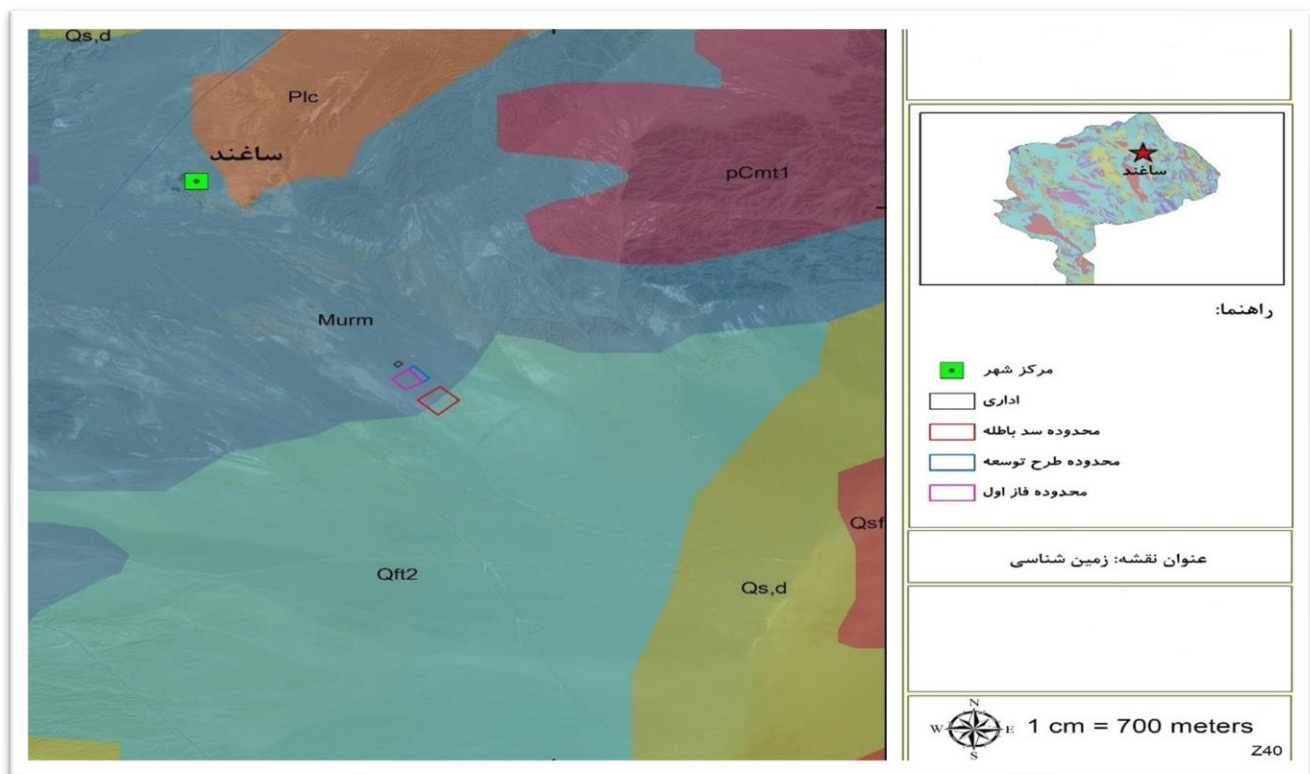 Qs,d
Plc
ساغند
pCmt1
Murm
Qsf
Qft2
Qs,d
ساغند
راهنما:
مرکز شهر
اداری
محدوده سد باطله
محدوده طرح توسعه
محدوده فاز اول
عنوان نقشه: زمین شناسی
N
W E
S
1 cm = 700 meters
Z40